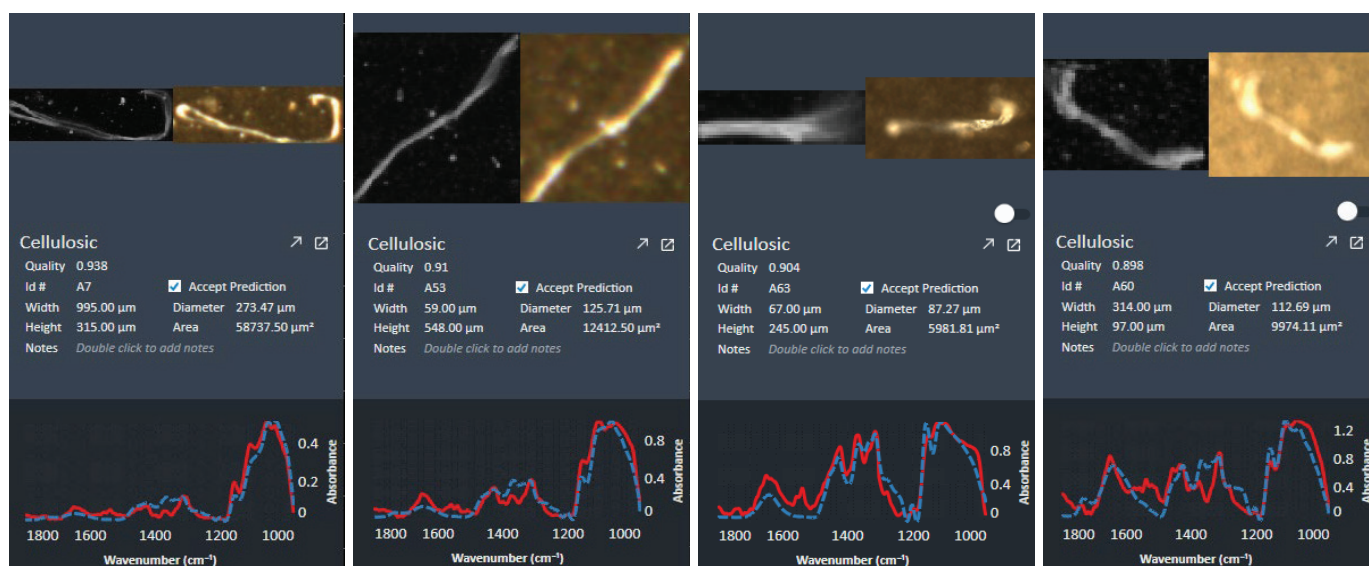 Cellulosic
Quality 0.938
Id # A7 Accept Prediction
Width 995.00 µm Diameter 273.47 µm
Height 315.00 µm Area 58737.50 µm²
Notes Double click to add notes
0.4
0.2
0
Absorbance
1800 1600 1400 1200 1000
Wavenumber (cm⁻¹)
Cellulosic
Quality 0.91
Id # A53 Accept Prediction
Width 59.00 µm Diameter 125.71 µm
Height 548.00 µm Area 12412.50 µm²
Notes Double click to add notes
0.8
0.4
0
Absorbance
1800 1600 1400 1200 1000
Wavenumber (cm⁻¹)
Cellulosic
Quality 0.904
Id # A63 Accept Prediction
Width 67.00 µm Diameter 87.27 µm
Height 245.00 µm Area 5981.81 µm²
Notes Double click to add notes
0.8
0.4
0
Absorbance
1800 1600 1400 1200 1000
Wavenumber (cm⁻¹)
Cellulosic
Quality 0.898
Id # A60 Accept Prediction
Width 314.00 µm Diameter 112.69 µm
Height 97.00 µm Area 9974.11 µm²
Notes Double click to add notes
1.2
0.8
0.4
0
Absorbance
1800 1600 1400 1200 1000
Wavenumber (cm⁻¹)